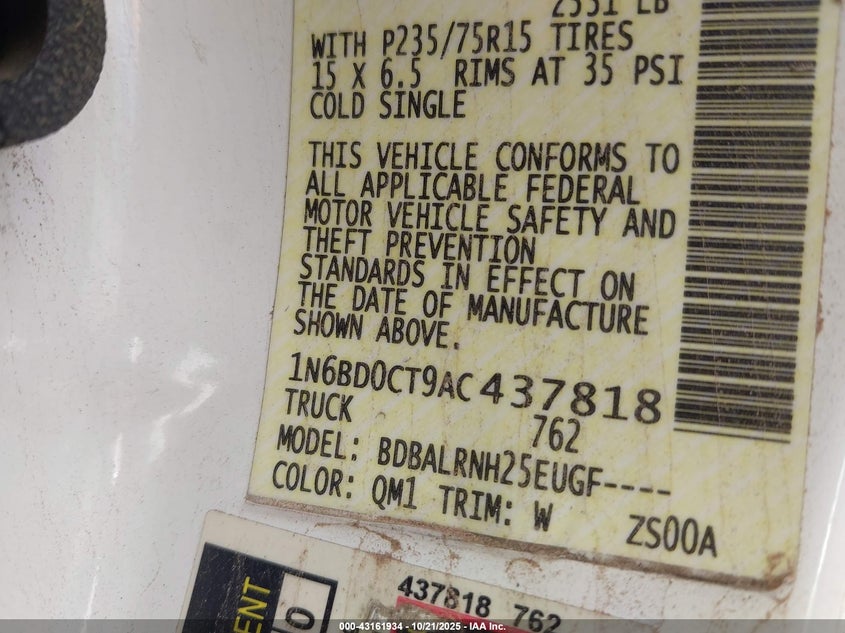 2551 LB
WITH P235/75R15 TIRES
15 X 6.5 RIMS AT 35 PSI
COLD SINGLE
THIS VEHICLE CONFORMS TO
ALL APPLICABLE FEDERAL
MOTOR VEHICLE SAFETY AND
THEFT PREVENTION
STANDARDS IN EFFECT ON
THE DATE OF MANUFACTURE
SHOWN ABOVE.
1N6BD0CT9AC437818
TRUCK 762
MODEL: BDBALRNH25EUGF----
COLOR: QM1 TRIM: W ZS00A
437818 762
000-43161934 - 10/21/2025 - IAA Inc.